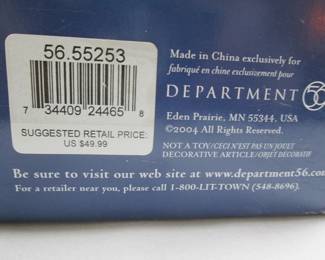 56.55253
7 34409 24465 8
SUGGESTED RETAIL PRICE:
US $49.99
Made in China exclusively for
fabriqué en chine exclusivement pour
DEPARTMENT 56
Eden Prairie, MN 55344. USA
©2004 All Rights Reserved.
NOT A TOY/CECI N'EST PAS UN JOUET
DECORATIVE ARTICLE/OBJET DECORATIF
Be sure to visit our web site at www.department56.com
For a retailer near you, please call 1-800-LIT-TOWN (548-8696).